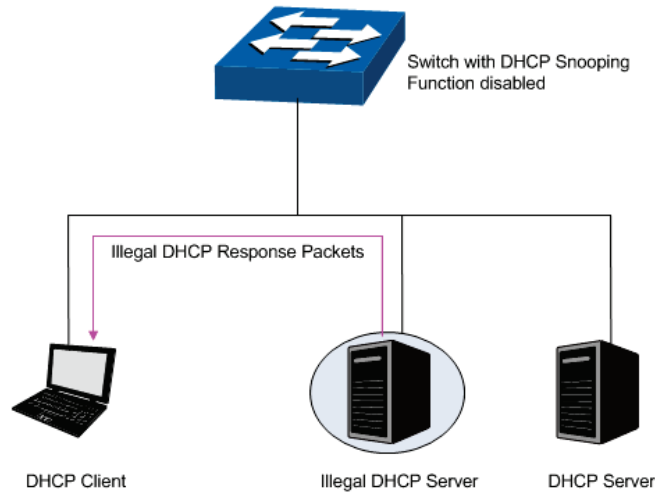 Switch with DHCP Snooping
Function disabled
Illegal DHCP Response Packets
DHCP Client
Illegal DHCP Server
DHCP Server